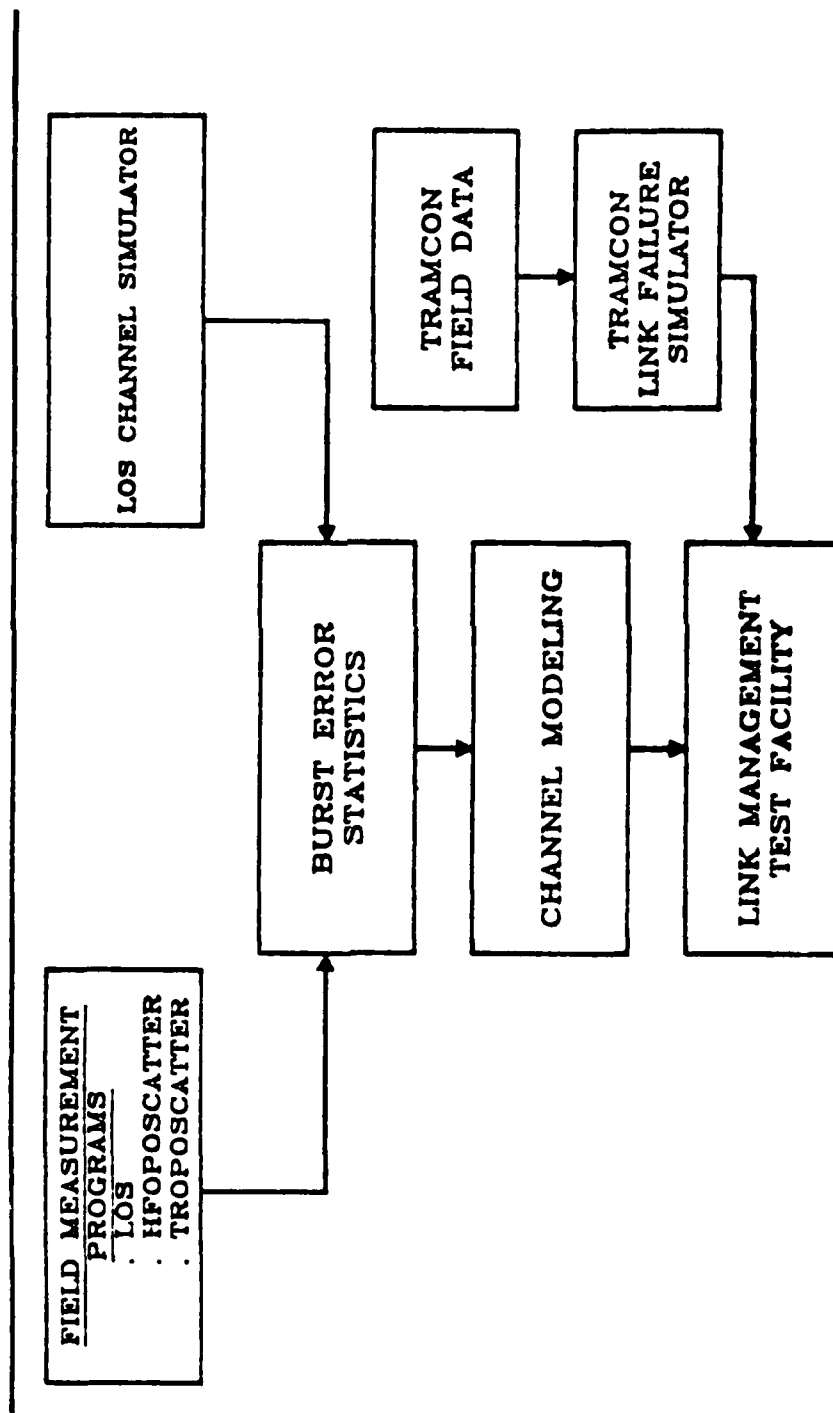 FIELD MEASUREMENT
PROGRAMS
. LOS
. HFOPOSCATTER
. TROPOSCATTER
LOS CHANNEL SIMULATOR
BURST ERROR
STATISTICS
CHANNEL MODELING
LINK MANAGEMENT
TEST FACILITY
TRAMCON
FIELD DATA
TRAMCON
LINK FAILURE
SIMULATOR